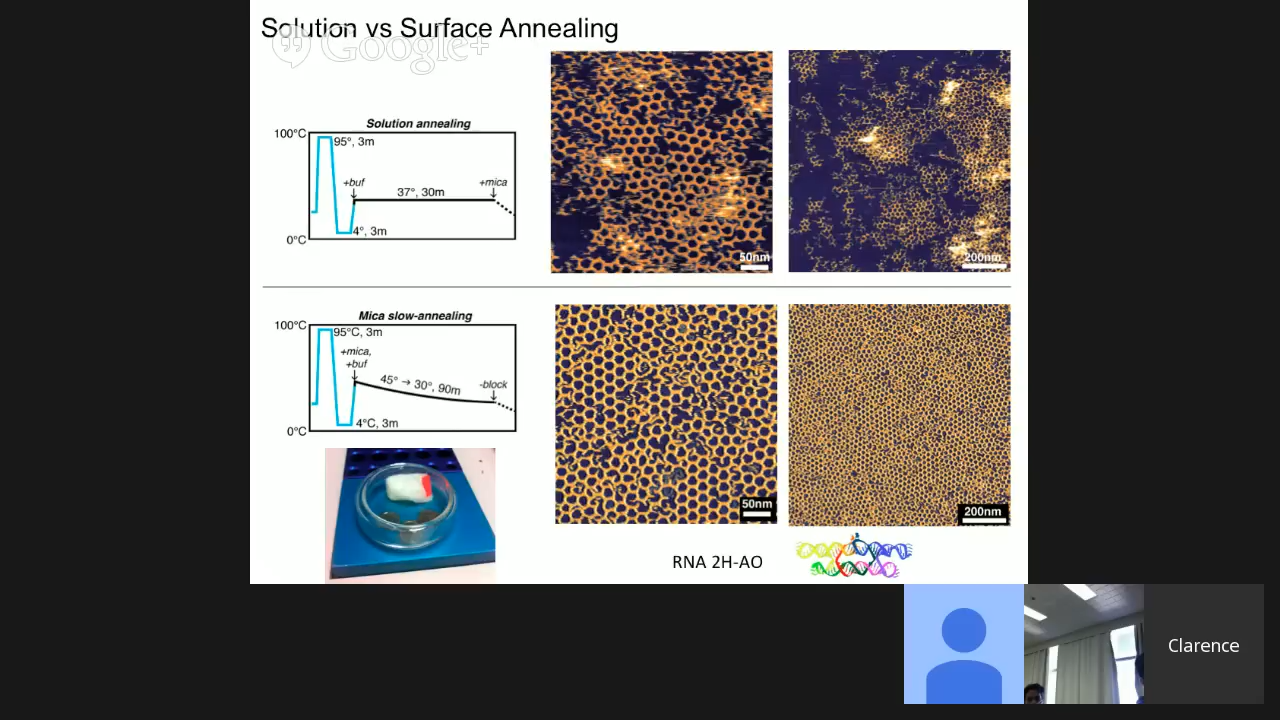 Solution vs Surface Annealing
Google+
Solution annealing
100°C
95°, 3m
+buf
37°, 30m
+mica
4°, 3m
0°C
50nm
200nm
Mica slow-annealing
100°C
95°C, 3m
+mica,
+buf
45° → 30°, 90m
-block
4°C, 3m
0°C
50nm
200nm
RNA 2H-AO
Clarence